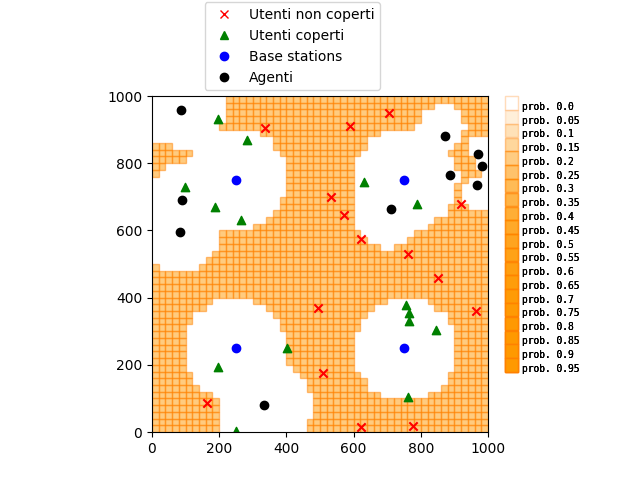 Utenti non coperti
Utenti coperti
Base stations
Agenti
1000
800
600
400
200
0
0 200 400 600 800 1000
prob. 0.0
prob. 0.05
prob. 0.1
prob. 0.15
prob. 0.2
prob. 0.25
prob. 0.3
prob. 0.35
prob. 0.4
prob. 0.45
prob. 0.5
prob. 0.55
prob. 0.6
prob. 0.65
prob. 0.7
prob. 0.75
prob. 0.8
prob. 0.85
prob. 0.9
prob. 0.95